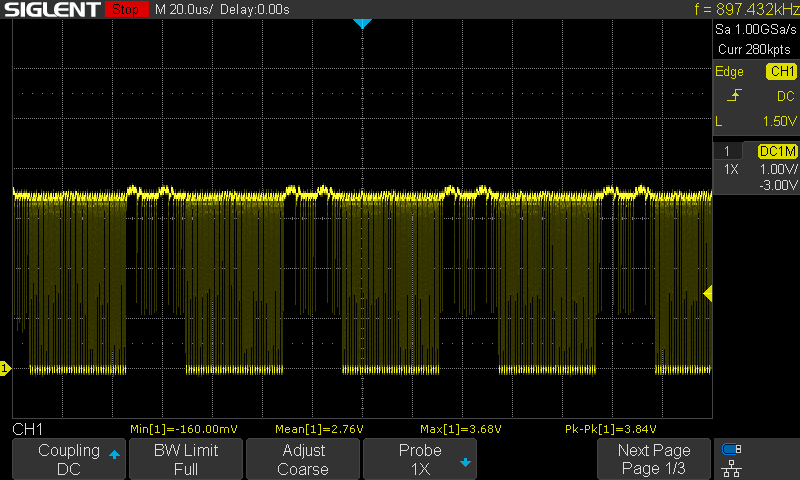 SIGLENT Stop M 20.0us/ Delay:0.00s f = 897.432kHz
Sa 1.00GSa/s
Curr 280kpts
Edge CH1
DC
L 1.50V
1 DC1M
1X 1.00V/
-3.00V
1
CH1 Min[1]=-160.00mV Mean[1]=2.76V Max[1]=3.68V Pk-Pk[1]=3.84V
Coupling BW Limit Adjust Probe Next Page
DC Full Coarse 1X Page 1/3